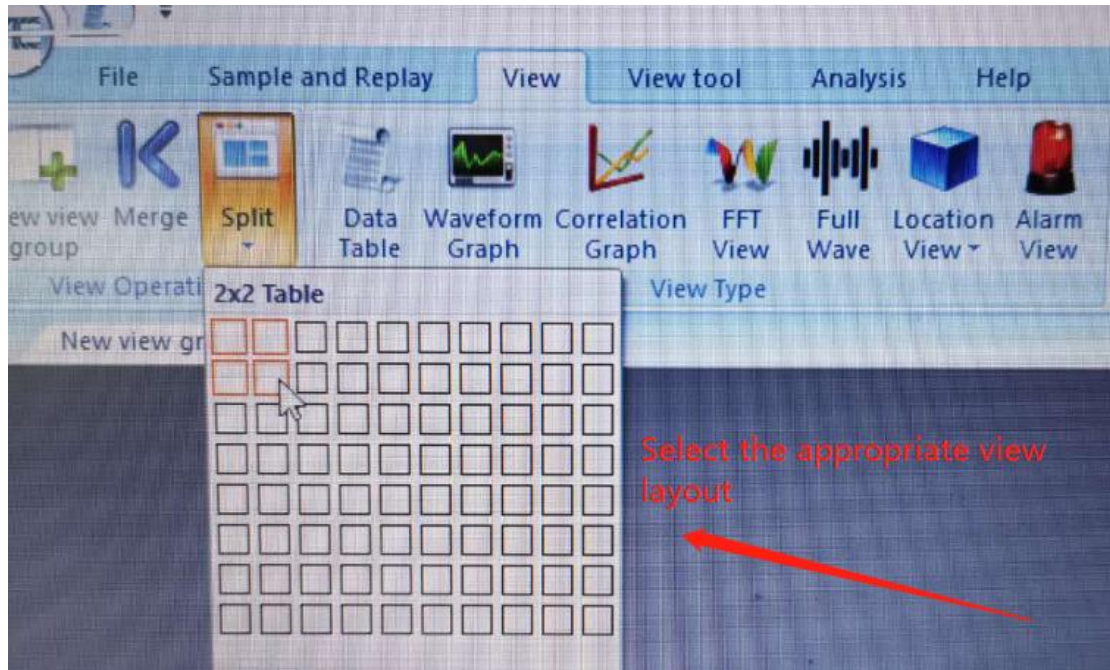 File Sample and Replay View View tool Analysis Help
ew view Merge Split Data Waveform Correlation FFT Full Location Alarm
group Table Graph Graph View Wave View View
View Operati View Type
2x2 Table
New view gr
Select the appropriate view
layout